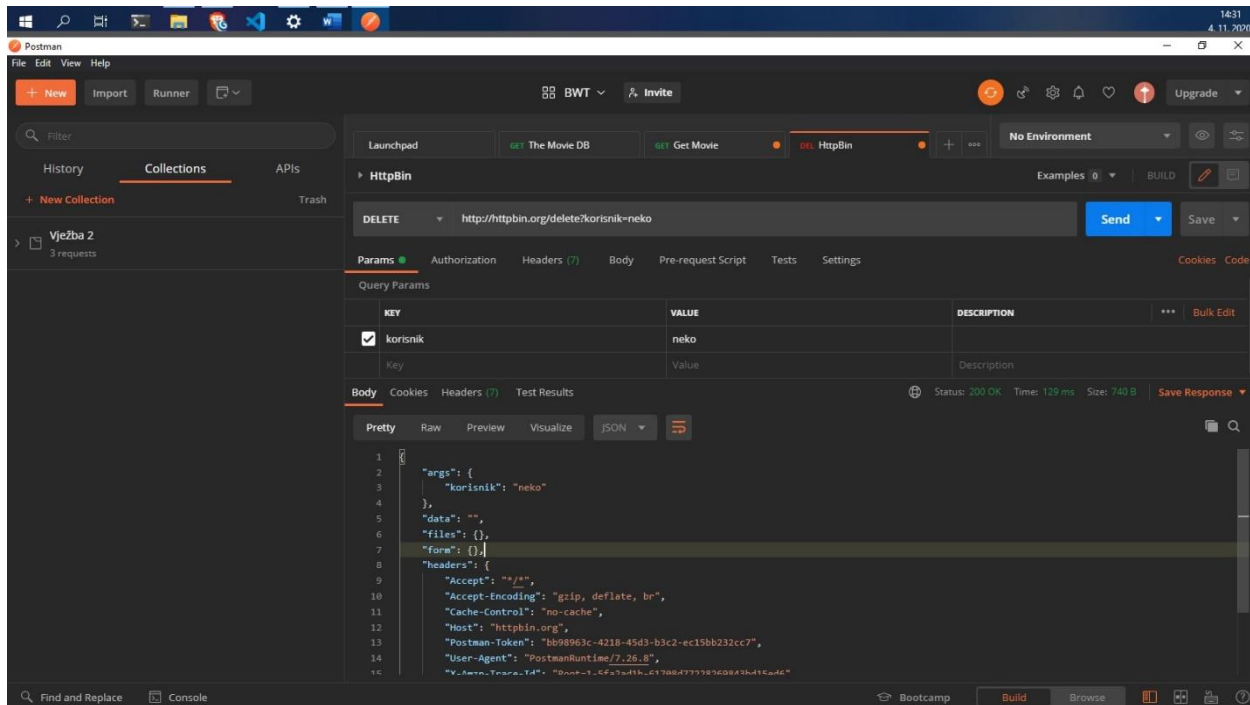 14:31
4. 11. 2020
Postman
File Edit View Help
+ New Import Runner BWT Invite Upgrade
Filter
History Collections APIs
+ New Collection Trash
Vježba 2
3 requests
Launchpad GET The Movie DB GET Get Movie DEL HttpBin + No Environment
HttpBin Examples 0 BUILD
DELETE http://httpbin.org/delete?korisnik=neko Send Save
Params Authorization Headers (7) Body Pre-request Script Tests Settings Cookies Code
Query Params
KEY VALUE DESCRIPTION ••• Bulk Edit
korisnik neko
Key Value Description
Body Cookies Headers (7) Test Results Status: 200 OK Time: 129 ms Size: 740 B Save Response
Pretty Raw Preview Visualize JSON
1 {
2 "args": {
3 "korisnik": "neko"
4 },
5 "data": "",
6 "files": {},
7 "form": {},
8 "headers": {
9 "Accept": "*/*",
10 "Accept-Encoding": "gzip, deflate, br",
11 "Cache-Control": "no-cache",
12 "Host": "httpbin.org",
13 "Postman-Token": "bb98963c-4218-45d3-b3c2-ec15bb232cc7",
14 "User-Agent": "PostmanRuntime/7.26.8",
15 "X-Amzn-Trace-Id":
Find and Replace Console Bootcamp Build Browse